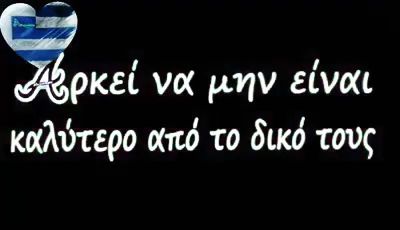 Αρκεί να μην είναι
καλύτερο από το δικό τους